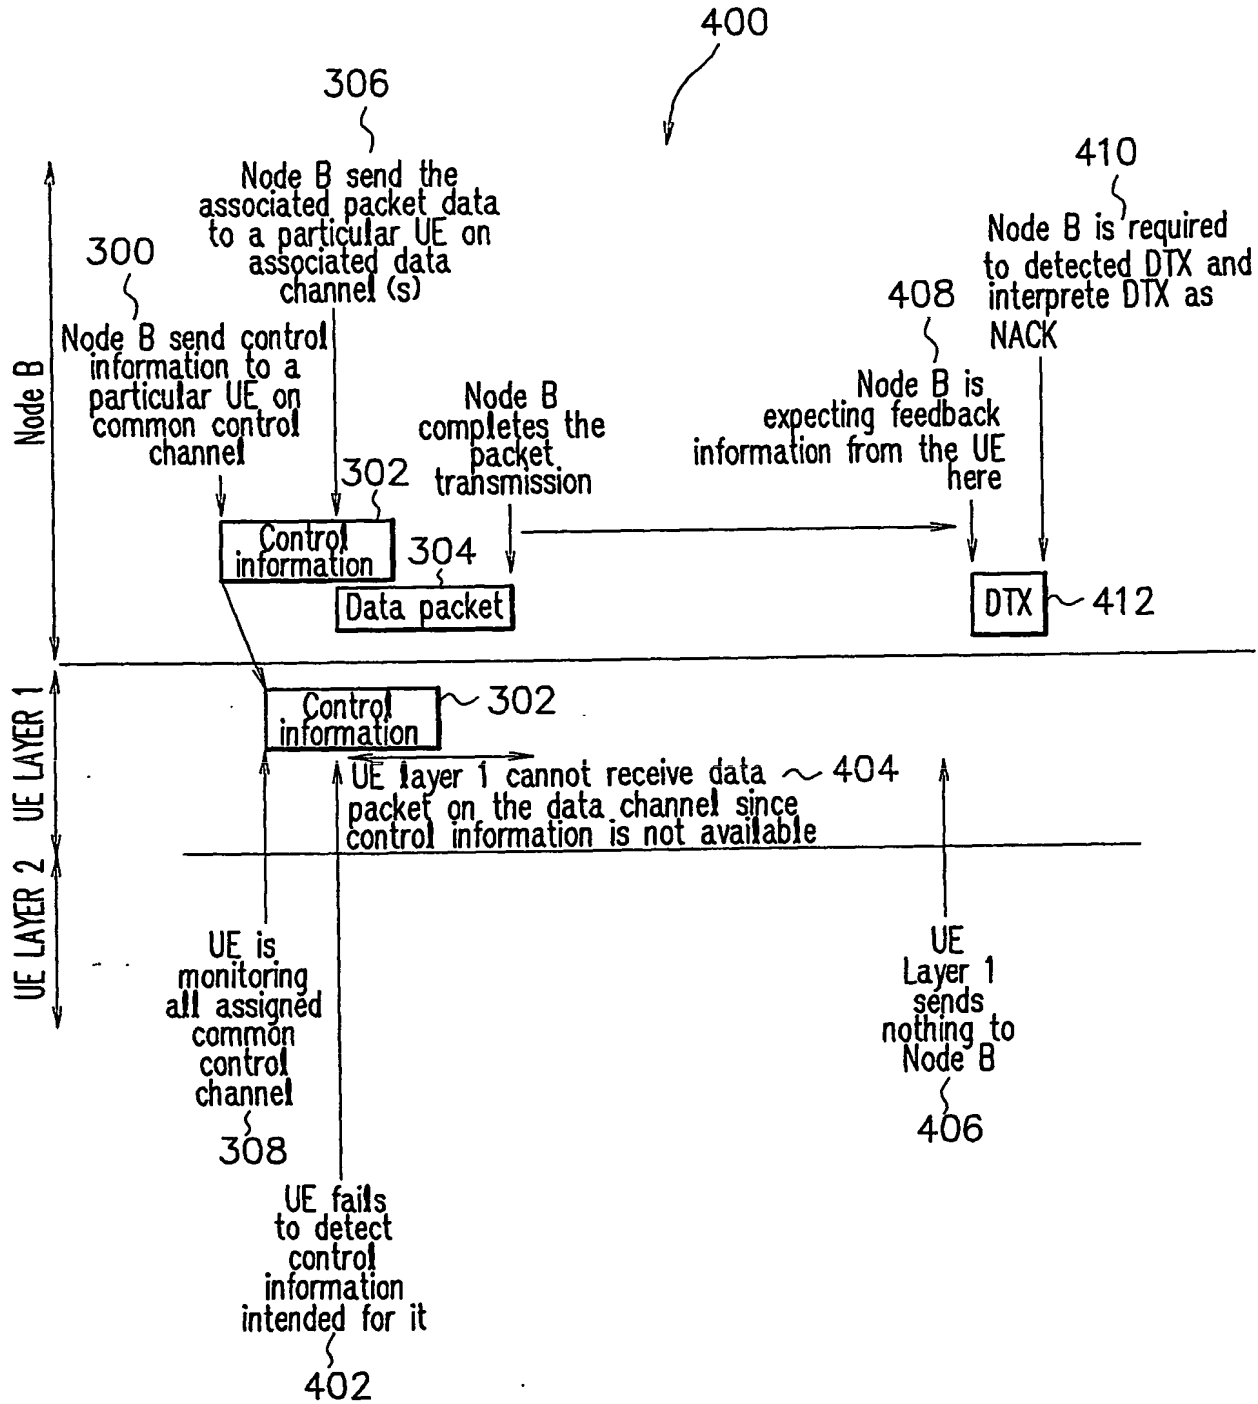 400
306
Node B send the
associated packet data
to a particular UE on
associated data
channel (s)
410
Node B is required
to detected DTX and
interprete DTX as
NACK
300
Node B send control
information to a
particular UE on
common control
channel
408
Node B is
expecting feedback
information from the UE
here
Node B
completes the
packet
transmission
Node B
302
Control
information
304
Data packet
DTX
412
UE LAYER 1
Control
information
302
UE layer 1 cannot receive data
packet on the data channel since
control information is not available
404
UE LAYER 2
UE is
monitoring
all assigned
common
control
channel
308
UE
Layer 1
sends
nothing to
Node B
406
UE fails
to detect
control
information
intended for it
402